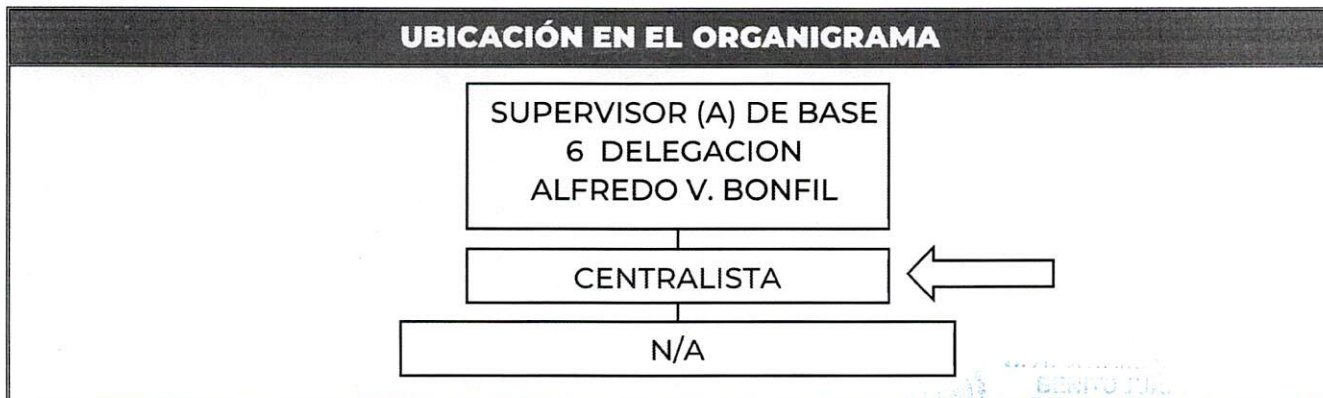 UBICACIÓN EN EL ORGANIGRAMA
SUPERVISOR (A) DE BASE
6 DELEGACION
ALFREDO V. BONFIL
CENTRALISTA
N/A